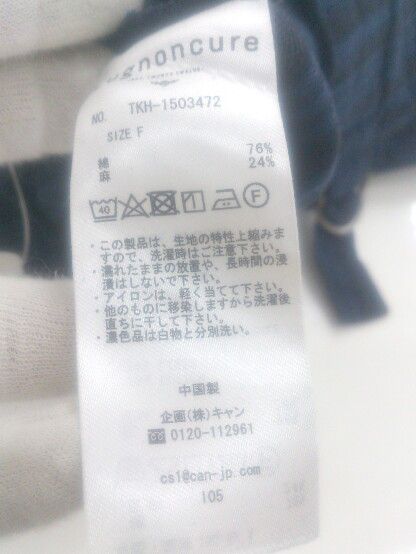 gnoncure
NO. TKH-1503472
SIZE F
綿 76%
麻 24%
40 F
・この製品は、生地の特性上縮みま
すので、洗濯時はご注意下さい。
・濡れたままの放置や、長時間の浸
漬はしないで下さい。
・アイロンは、軽く当てて下さい。
・他のものに移染しますから洗濯後
直ちに干して下さい。
・濃色品は白物と分別洗い。
中国製
企画(株)キャン
0120-112961
cs1@can-jp.com
105